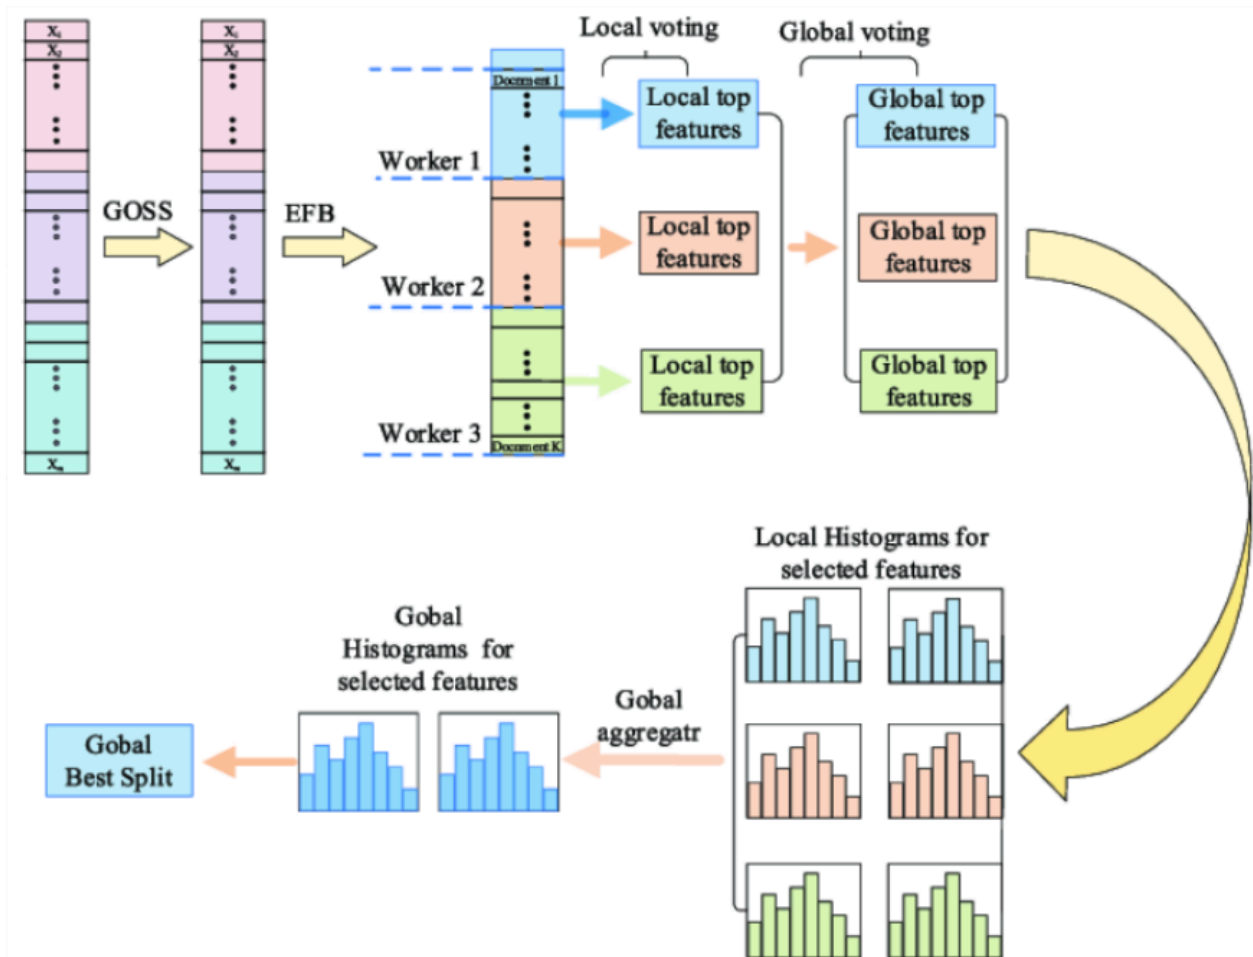 X₁
X₂
Xₘ
GOSS
X₁
X₂
Xₘ
EFB
Worker 1
Worker 2
Worker 3
Document 1
Document K
Local voting
Global voting
Local top
features
Local top
features
Local top
features
Global top
features
Global top
features
Global top
features
Local Histograms for
selected features
Gobal
aggregatr
Gobal
Histograms for
selected features
Gobal
Best Split